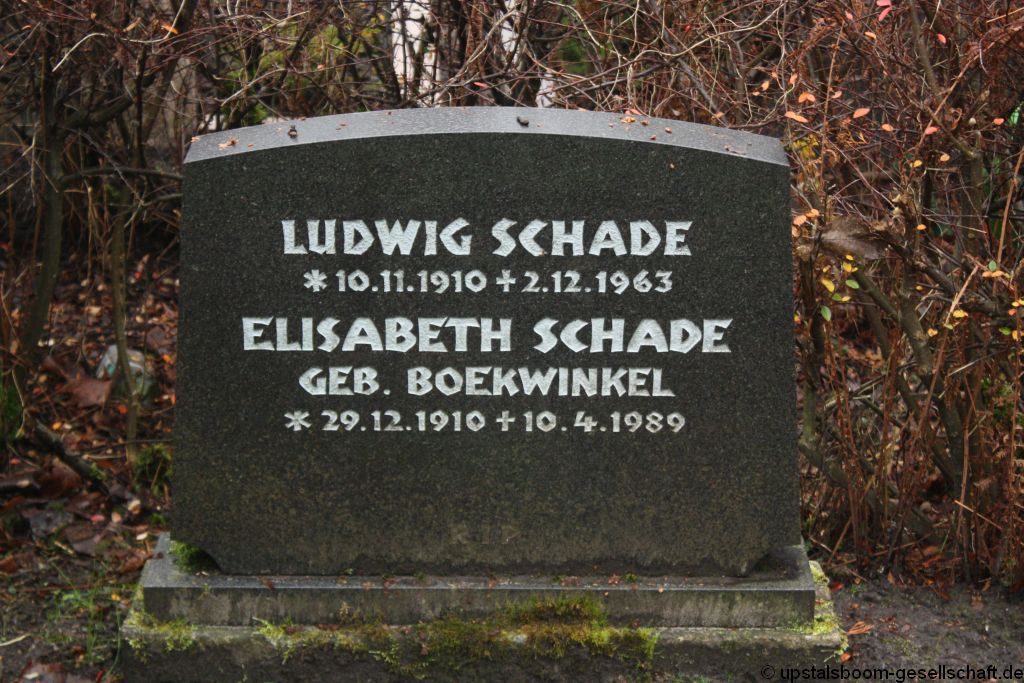 LUDWIG SCHADE
* 10.11.1910 + 2.12.1963
ELISABETH SCHADE
GEB. BOEKWINKEL
* 29.12.1910 + 10.4.1989
© upstalsboom-gesellschaft.de